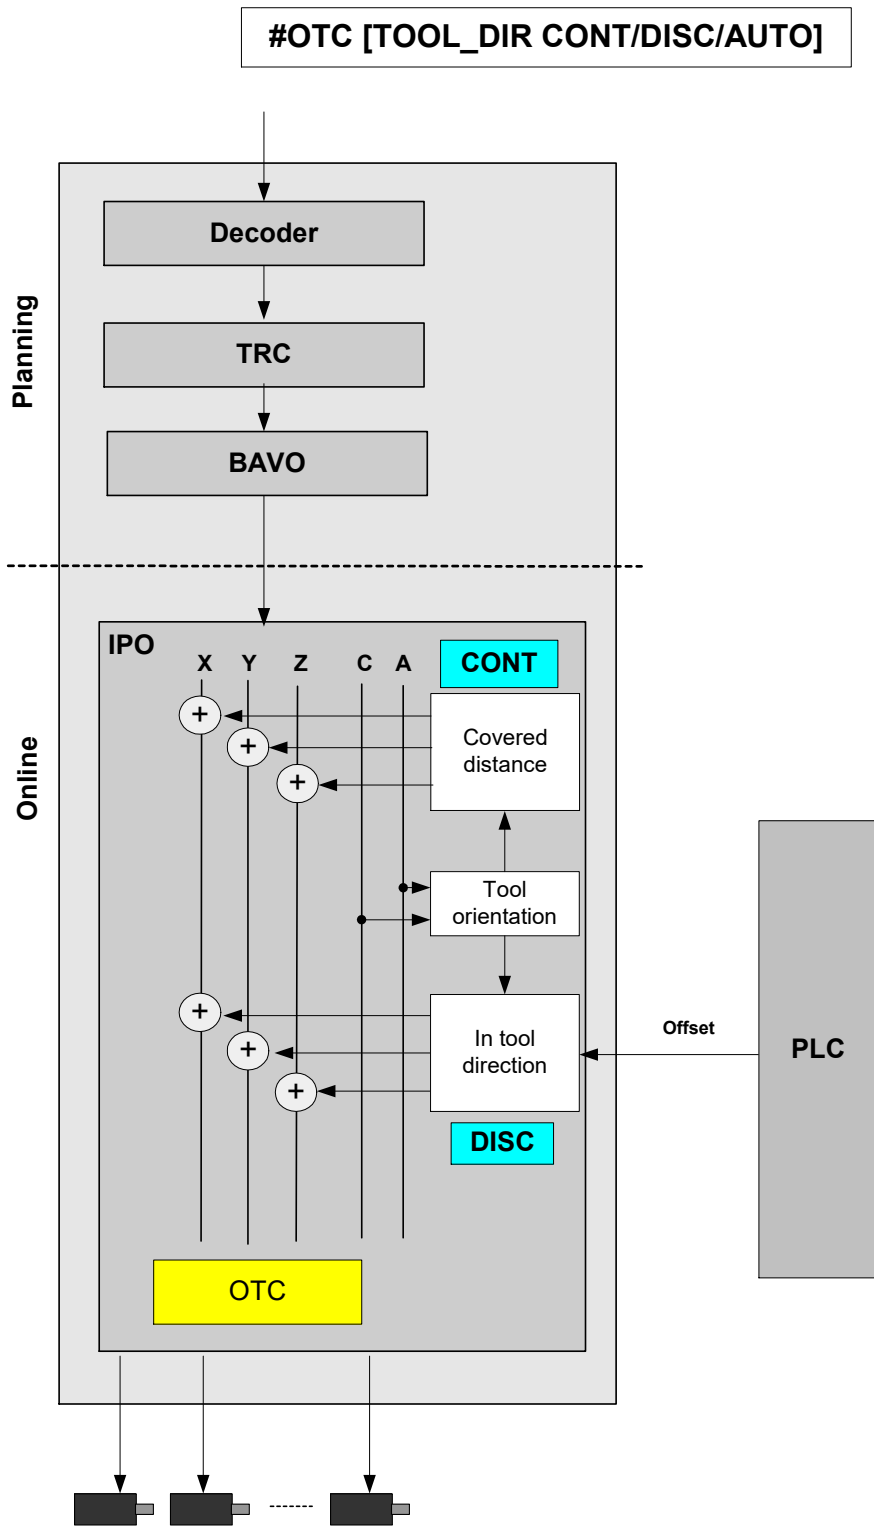 #OTC [TOOL_DIR CONT/DISC/AUTO]
Planning
Decoder
TRC
BAVO
Online
IPO
X Y Z C A
CONT
+
+
+
Covered
distance
Tool
orientation
+
+
+
In tool
direction
Offset
PLC
DISC
OTC